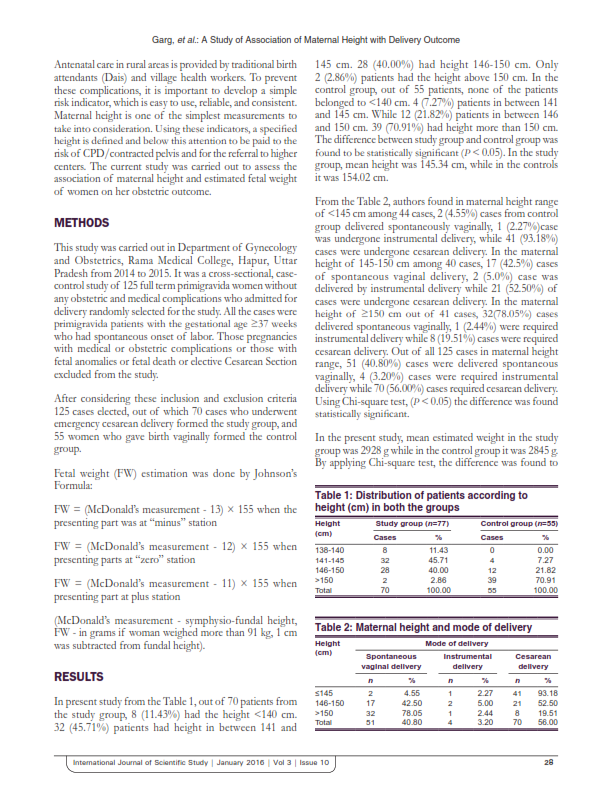 Garg, et al.: A Study of Association of Maternal Height with Delivery Outcome
Antenatal care in rural areas is provided by traditional birth
attendants (Dais) and village health workers. To prevent
these complications, it is important to develop a simple
risk indicator, which is easy to use, reliable, and consistent.
Maternal height is one of the simplest measurements to
take into consideration. Using these indicators, a specified
height is defined and below this attention to be paid to the
risk of CPD/contracted pelvis and for the referral to higher
centers. The current study was carried out to assess the
association of maternal height and estimated fetal weight
of women on her obstetric outcome.
METHODS
This study was carried out in Department of Gynecology
and Obstetrics, Rama Medical College, Hapur, Uttar
Pradesh from 2014 to 2015. It was a cross-sectional, case-
control study of 125 full term primigravida women without
any obstetric and medical complications who admitted for
delivery randomly selected for the study. All the cases were
primigravida patients with the gestational age ≥37 weeks
who had spontaneous onset of labor. Those pregnancies
with medical or obstetric complications or those with
fetal anomalies or fetal death or elective Cesarean Section
excluded from the study.
After considering these inclusion and exclusion criteria
125 cases elected, out of which 70 cases who underwent
emergency cesarean delivery formed the study group, and
55 women who gave birth vaginally formed the control
group.
Fetal weight (FW) estimation was done by Johnson's
Formula:
FW = (McDonald's measurement - 13) × 155 when the
presenting part was at "minus" station
FW = (McDonald's measurement - 12) × 155 when
presenting parts at "zero" station
FW = (McDonald's measurement - 11) × 155 when
presenting part at plus station
(McDonald's measurement - symphysio-fundal height,
FW - in grams if woman weighed more than 91 kg, 1 cm
was subtracted from fundal height).
RESULTS
In present study from the Table 1, out of 70 patients from
the study group, 8 (11.43%) had the height <140 cm.
32 (45.71%) patients had height in between 141 and
145 cm. 28 (40.00%) had height 146-150 cm. Only
2 (2.86%) patients had the height above 150 cm. In the
control group, out of 55 patients, none of the patients
belonged to <140 cm. 4 (7.27%) patients in between 141
and 145 cm. While 12 (21.82%) patients in between 146
and 150 cm. 39 (70.91%) had height more than 150 cm.
The difference between study group and control group was
found to be statistically significant (P < 0.05). In the study
group, mean height was 145.34 cm, while in the controls
it was 154.02 cm.
From the Table 2, authors found in maternal height range
of <145 cm among 44 cases, 2 (4.55%) cases from control
group delivered spontaneously vaginally, 1 (2.27%)case
was undergone instrumental delivery, while 41 (93.18%)
cases were undergone cesarean delivery. In the maternal
height of 145-150 cm among 40 cases, 17 (42.5%) cases
of spontaneous vaginal delivery, 2 (5.0%) case was
delivered by instrumental delivery while 21 (52.50%) of
cases were undergone cesarean delivery. In the maternal
height of ≥150 cm out of 41 cases, 32(78.05%) cases
delivered spontaneous vaginally, 1 (2.44%) were required
instrumental delivery while 8 (19.51%) cases were required
cesarean delivery. Out of all 125 cases in maternal height
range, 51 (40.80%) cases were delivered spontaneous
vaginally, 4 (3.20%) cases were required instrumental
delivery while 70 (56.00%) cases required cesarean delivery.
Using Chi-square test, (P < 0.05) the difference was found
statistically significant.
In the present study, mean estimated weight in the study
group was 2928 g while in the control group it was 2845 g.
By applying Chi-square test, the difference was found to
Table 1: Distribution of patients according to
height (cm) in both the groups
Height Study group (n=77) Control group (n=55)
(cm) Cases % Cases %
138-140 8 11.43 0 0.00
141-145 32 45.71 4 7.27
146-150 28 40.00 12 21.82
>150 2 2.86 39 70.91
Total 70 100.00 55 100.00
Table 2: Maternal height and mode of delivery
Height Mode of delivery
(cm) Spontaneous Instrumental Cesarean
vaginal delivery delivery delivery
n % n % n %
≤145 2 4.55 1 2.27 41 93.18
146-150 17 42.50 2 5.00 21 52.50
>150 32 78.05 1 2.44 8 19.51
Total 51 40.80 4 3.20 70 56.00
International Journal of Scientific Study | January 2016 | Vol 3 | Issue 10 28